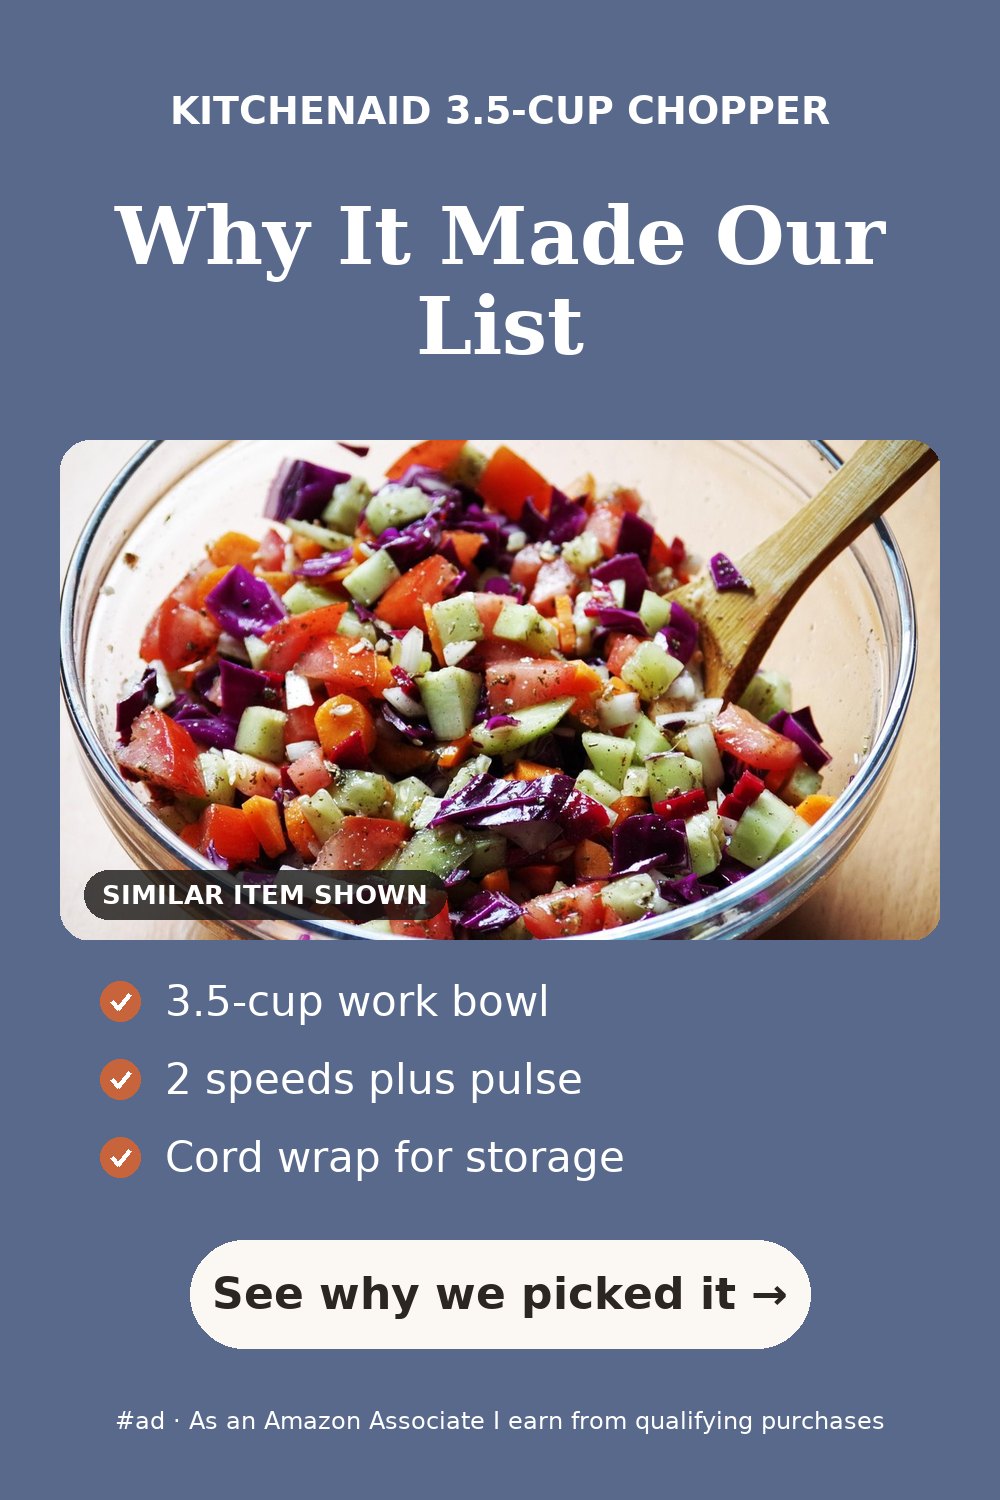 KITCHENAID 3.5-CUP CHOPPER
Why It Made Our
List
SIMILAR ITEM SHOWN
3.5-cup work bowl
2 speeds plus pulse
Cord wrap for storage
See why we picked it →
#ad · As an Amazon Associate I earn from qualifying purchases